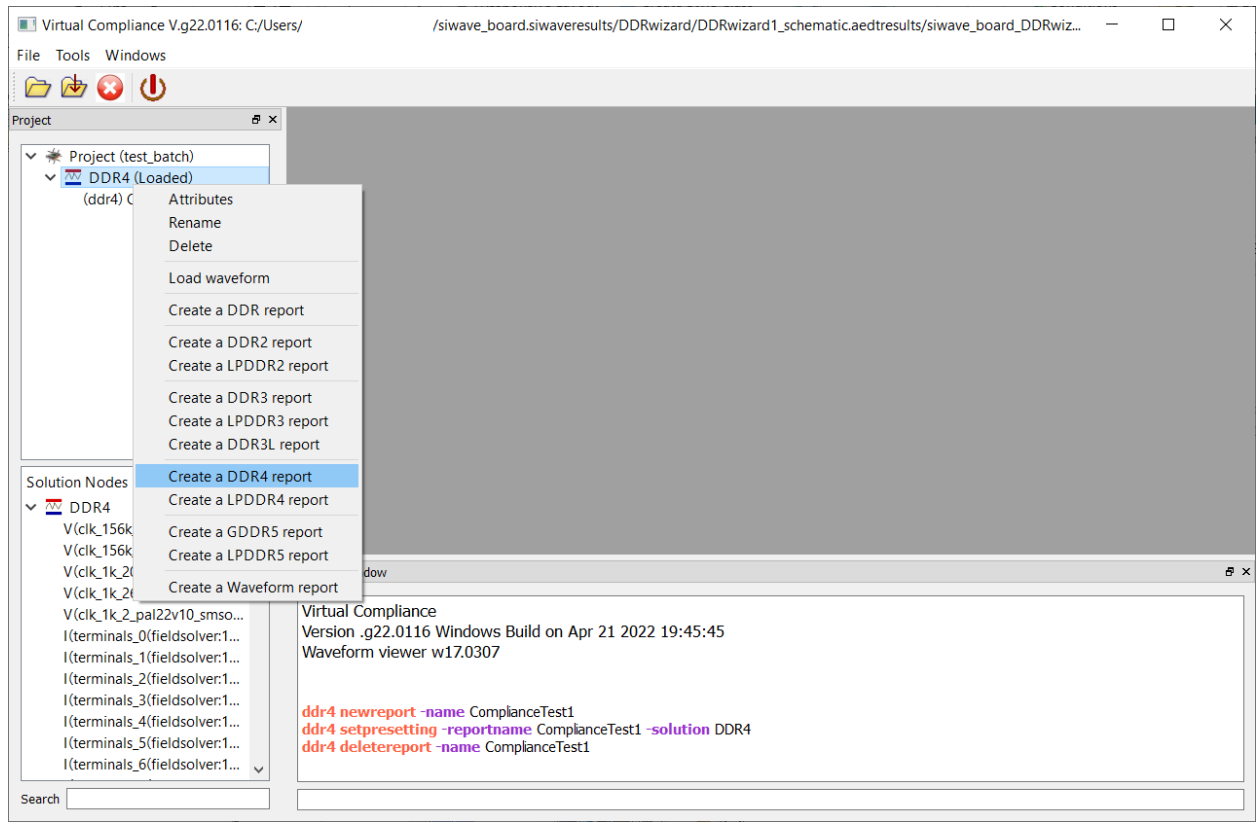 Virtual Compliance V.g22.0116: C:/Users/ /siwave_board.siwaveresults/DDRwizard/DDRwizard1_schematic.aedtresults/siwave_board_DDRwiz...
File Tools Windows
Project
Project (test_batch)
DDR4 (Loaded)
(ddr4)
Attributes
Rename
Delete
Load waveform
Create a DDR report
Create a DDR2 report
Create a LPDDR2 report
Create a DDR3 report
Create a LPDDR3 report
Create a DDR3L report
Create a DDR4 report
Create a LPDDR4 report
Create a GDDR5 report
Create a LPDDR5 report
Create a Waveform report
Solution Nodes
DDR4
V(clk_156k
V(clk_156k
V(clk_1k_2
V(clk_1k_2
V(clk_1k_2_pal22v10_smso...
I(terminals_0(fieldsolver:1...
I(terminals_1(fieldsolver:1...
I(terminals_2(fieldsolver:1...
I(terminals_3(fieldsolver:1...
I(terminals_4(fieldsolver:1...
I(terminals_5(fieldsolver:1...
I(terminals_6(fieldsolver:1...
Search
dow
Virtual Compliance
Version .g22.0116 Windows Build on Apr 21 2022 19:45:45
Waveform viewer w17.0307
ddr4 newreport -name ComplianceTest1
ddr4 setpresetting -reportname ComplianceTest1 -solution DDR4
ddr4 deletereport -name ComplianceTest1